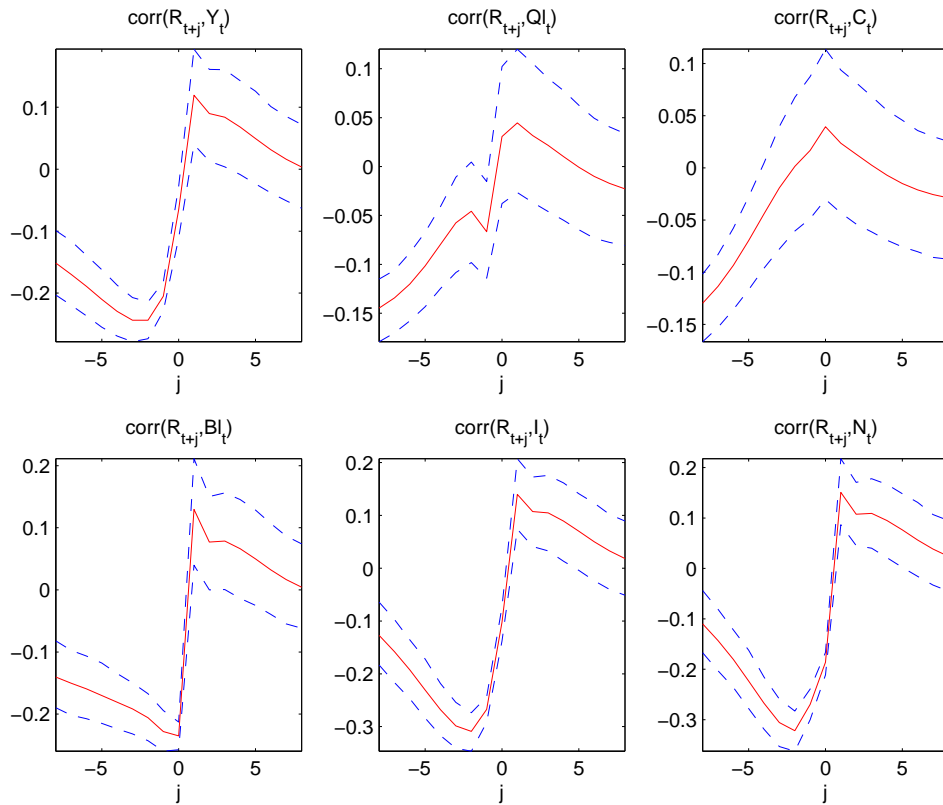 corr(R_{t+j},Y_t) corr(R_{t+j},Ql_t) corr(R_{t+j},C_t)
0.1
0
−0.1
−0.2
−5 0 5
j
0.1
0.05
0
−0.05
−0.1
−0.15
−5 0 5
j
0.1
0.05
0
−0.05
−0.1
−0.15
−5 0 5
j
corr(R_{t+j},Bl_t) corr(R_{t+j},I_t) corr(R_{t+j},N_t)
0.2
0.1
0
−0.1
−0.2
−5 0 5
j
0.2
0.1
0
−0.1
−0.2
−0.3
−5 0 5
j
0.2
0.1
0
−0.1
−0.2
−0.3
−5 0 5
j